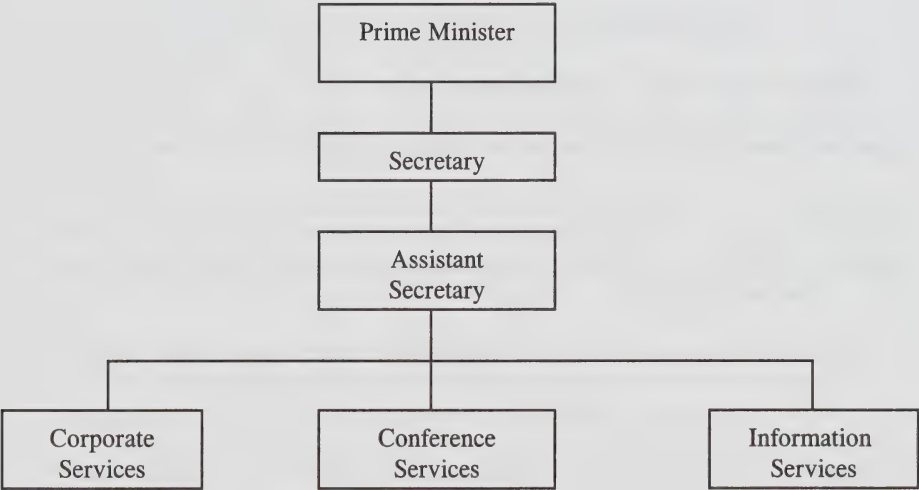 Prime Minister
Secretary
Assistant
Secretary
Corporate
Services
Conference
Services
Information
Services